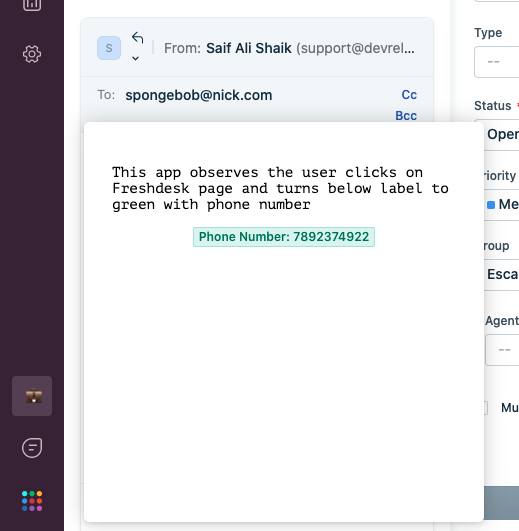 S
From: Saif Ali Shaik (support@devrel...
To: spongebob@nick.com
Cc
Bcc
This app observes the user clicks on
Freshdesk page and turns below label to
green with phone number
Phone Number: 7892374922
Type
--
Status *
Oper
riority
Me
roup
Esca
Agent
--
Mu